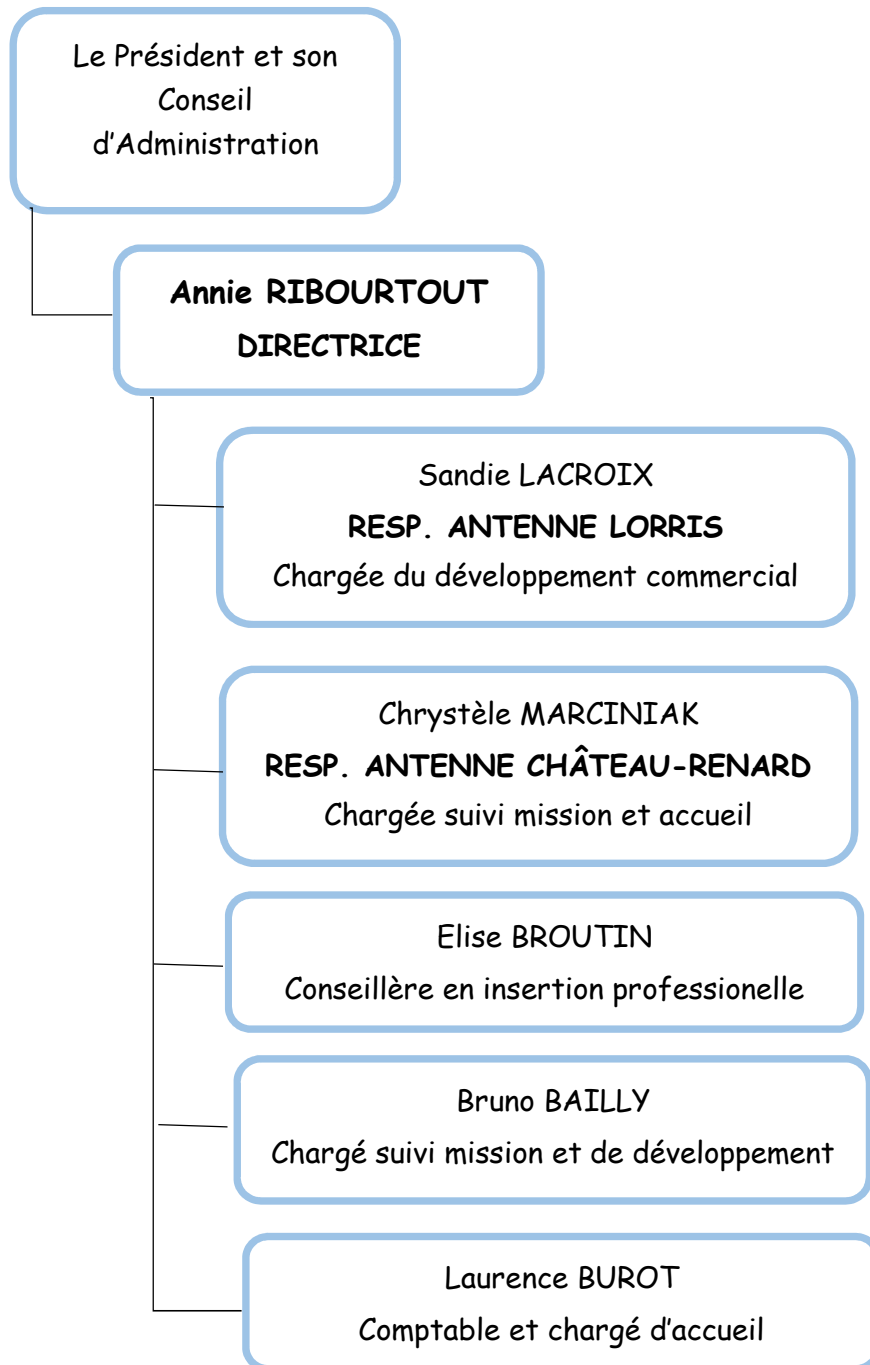 Le Président et son
Conseil
d'Administration
Annie RIBOURTOUT
DIRECTRICE
Sandie LACROIX
RESP. ANTENNE LORRIS
Chargée du développement commercial
Chrystèle MARCINIAK
RESP. ANTENNE CHÂTEAU-RENARD
Chargée suivi mission et accueil
Elise BROUTIN
Conseillère en insertion professionelle
Bruno BAILLY
Chargé suivi mission et de développement
Laurence BUROT
Comptable et chargé d'accueil